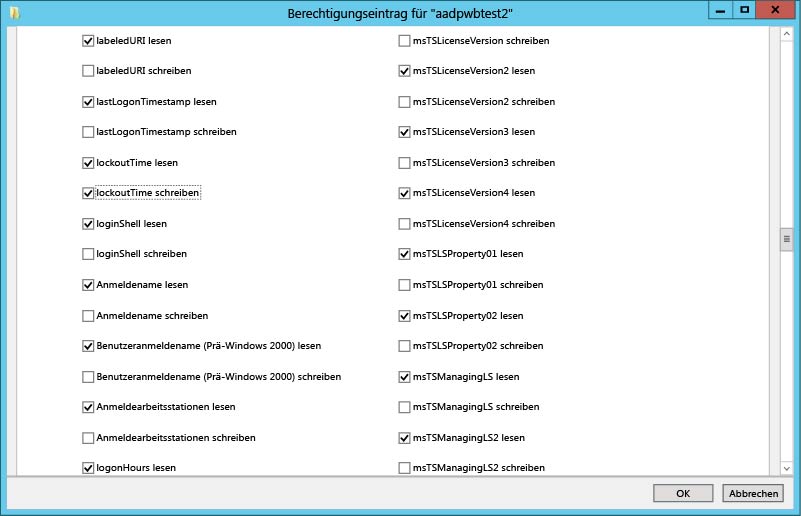 Berechtigungseintrag für "aadpwbtest2"
labeledURI lesen
labeledURI schreiben
lastLogonTimestamp lesen
lastLogonTimestamp schreiben
lockoutTime lesen
lockoutTime schreiben
loginShell lesen
loginShell schreiben
Anmeldename lesen
Anmeldename schreiben
Benutzeranmeldename (Prä-Windows 2000) lesen
Benutzeranmeldename (Prä-Windows 2000) schreiben
Anmeldearbeitsstationen lesen
Anmeldearbeitsstationen schreiben
logonHours lesen
msTSLicenseVersion schreiben
msTSLicenseVersion2 lesen
msTSLicenseVersion2 schreiben
msTSLicenseVersion3 lesen
msTSLicenseVersion3 schreiben
msTSLicenseVersion4 lesen
msTSLicenseVersion4 schreiben
msTSLSProperty01 lesen
msTSLSProperty01 schreiben
msTSLSProperty02 lesen
msTSLSProperty02 schreiben
msTSManagingLS lesen
msTSManagingLS schreiben
msTSManagingLS2 lesen
msTSManagingLS2 schreiben
OK
Abbrechen